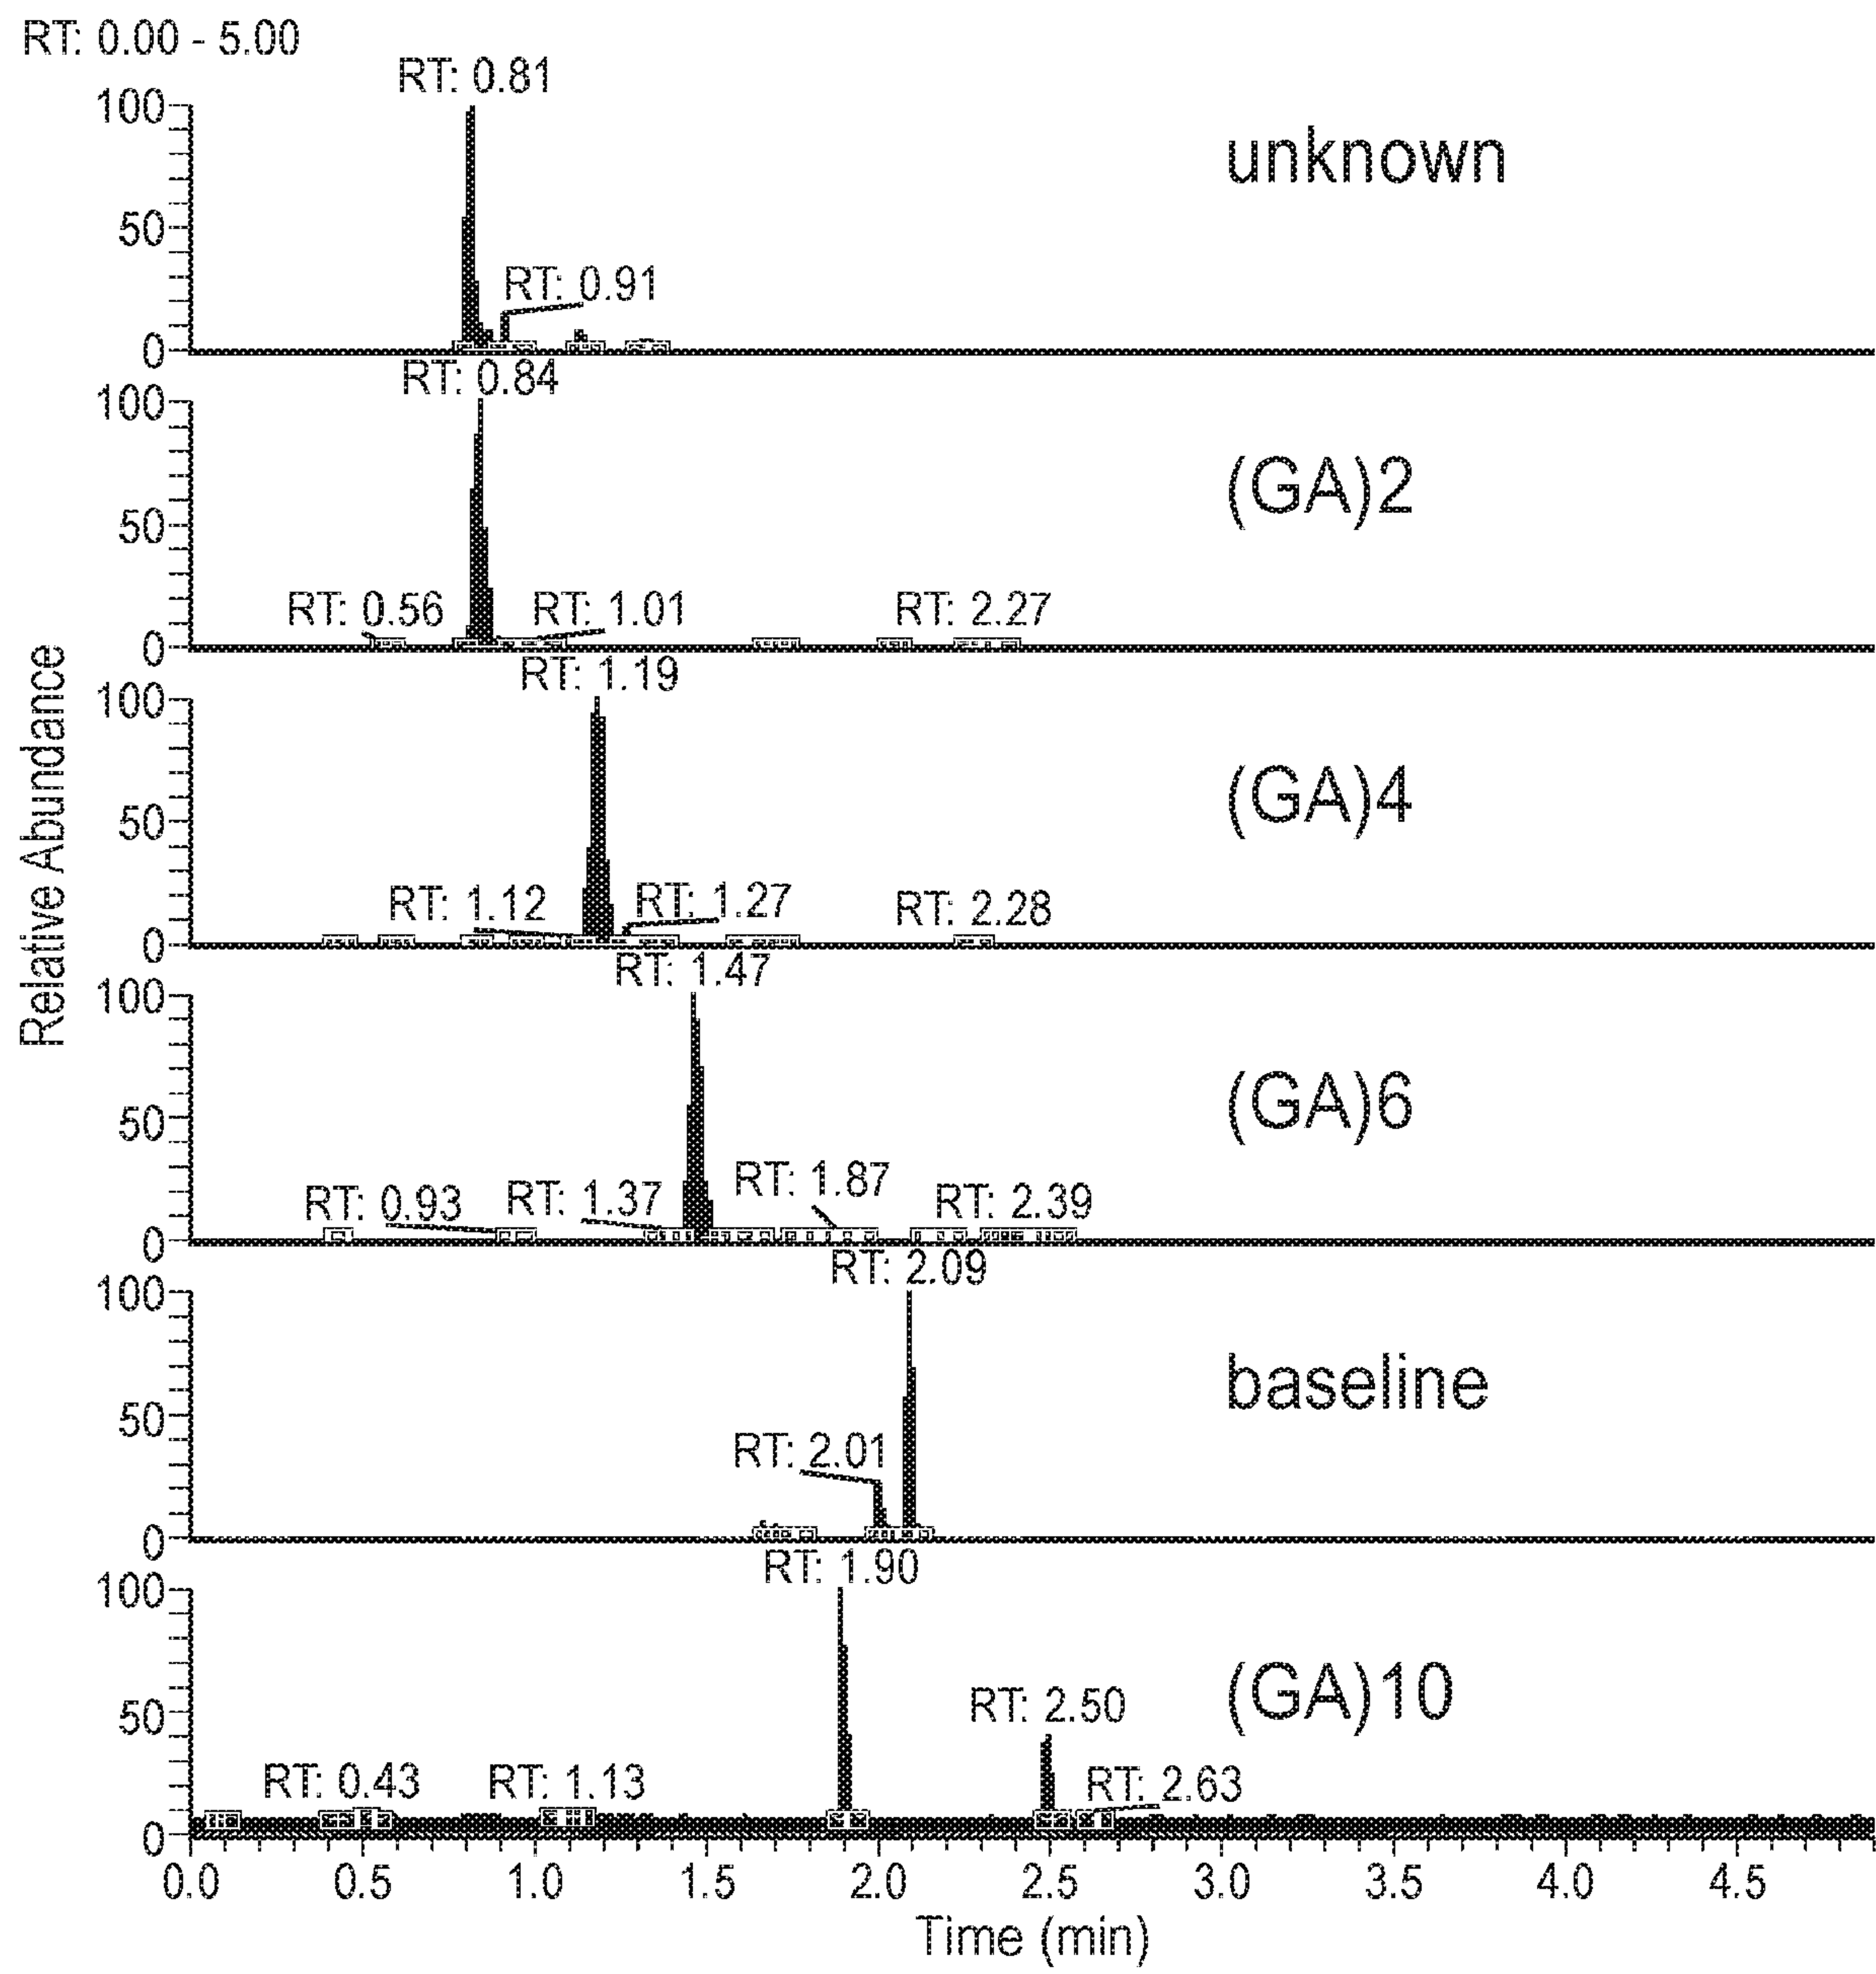 RT: 0.00 - 5.00
RT: 0.81
100
unknown
50
RT: 0.91
0
RT: 0.84
100
(GA)2
50
RT: 0.56 RT: 1.01 RT: 2.27
0
RT: 1.19
100
Relative Abundance
(GA)4
50
RT: 1.12 RT: 1.27 RT: 2.28
0
RT: 1.47
100
(GA)6
50
RT: 0.93 RT: 1.37 RT: 1.87 RT: 2.39
0
RT: 2.09
100
baseline
50
RT: 2.01
0
RT: 1.90
100
(GA)10
50
RT: 2.50
RT: 0.43 RT: 1.13 RT: 2.63
0
0.0 0.5 1.0 1.5 2.0 2.5 3.0 3.5 4.0 4.5
Time (min)